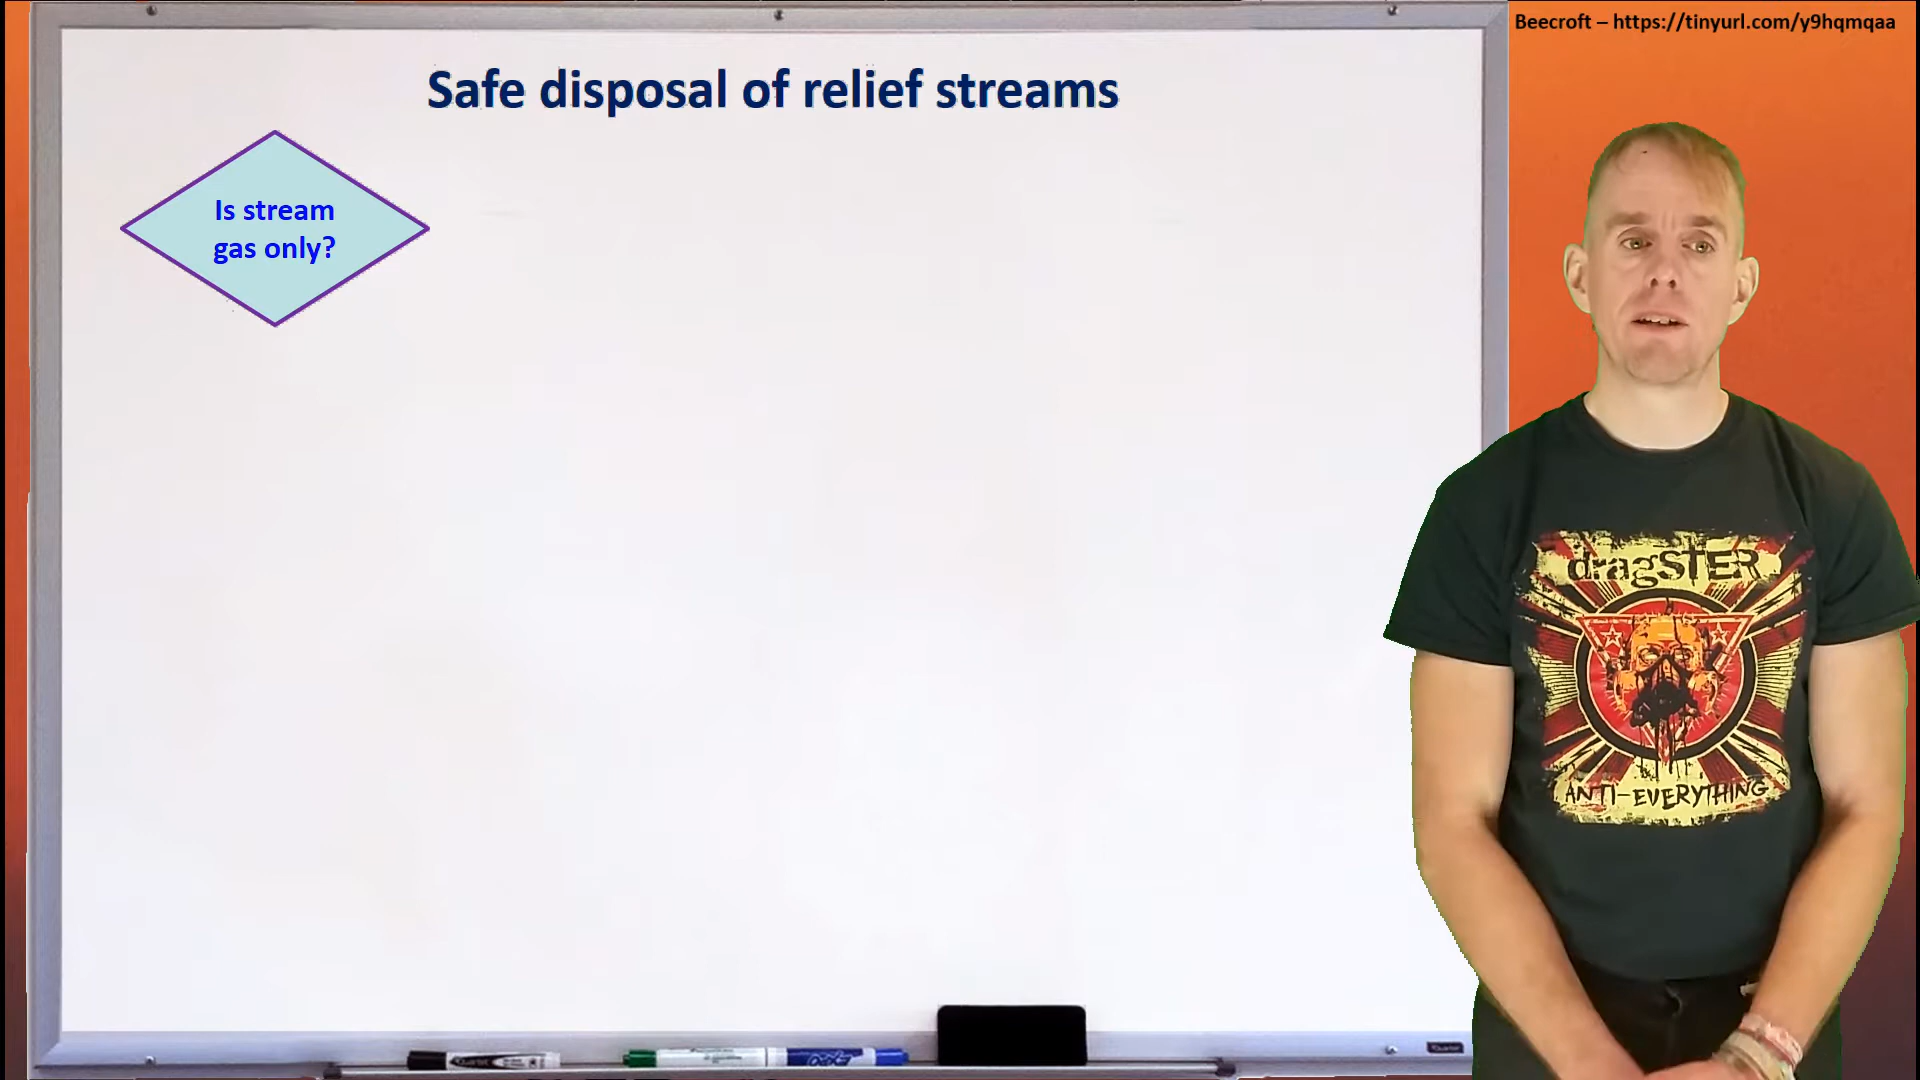 Beecroft – https://tinyurl.com/y9hqmqaa
Safe disposal of relief streams
Is stream
gas only?
dragSTER
ANTI-EVERYTHING